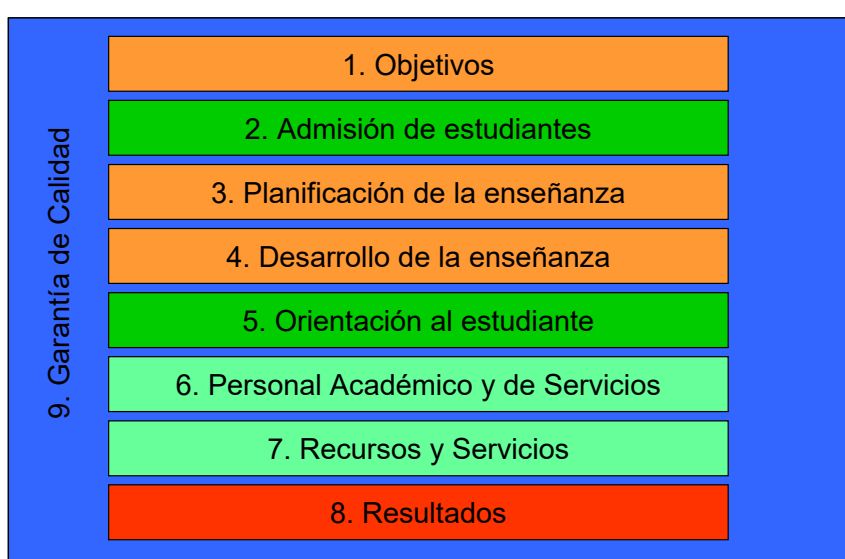 1. Objetivos
2. Admisión de estudiantes
3. Planificación de la enseñanza
4. Desarrollo de la enseñanza
5. Orientación al estudiante
6. Personal Académico y de Servicios
7. Recursos y Servicios
8. Resultados
9. Garantía de Calidad